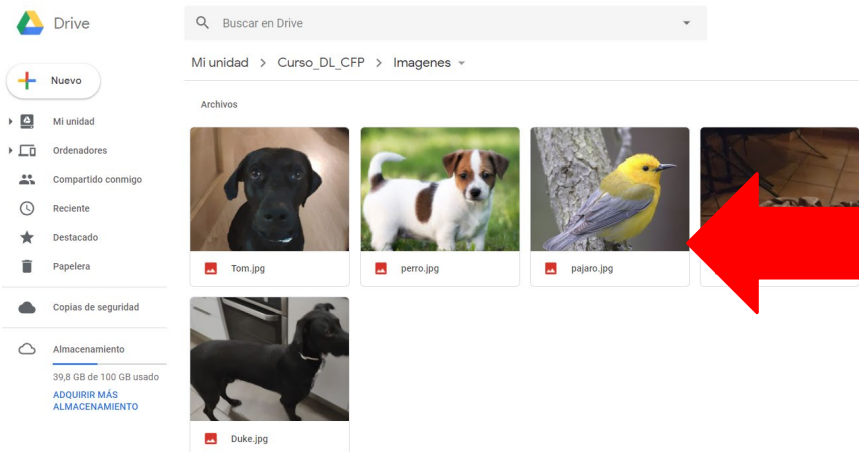 Drive
Buscar en Drive
Mi unidad > Curso_DL_CFP > Imagenes
Nuevo
Archivos
Mi unidad
Ordenadores
Compartido conmigo
Reciente
Destacado
Papelera
Tom.jpg
perro.jpg
pajaro.jpg
Copias de seguridad
Almacenamiento
39,8 GB de 100 GB usado
ADQUIRIR MÁS
ALMACENAMIENTO
Duke.jpg